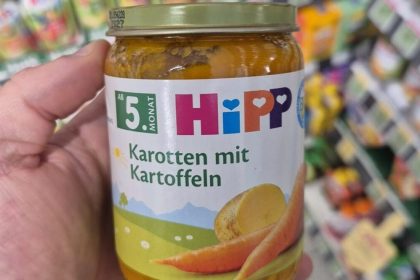 AB
5.
MONAT
HiPP
Karotten mit
Kartoffeln